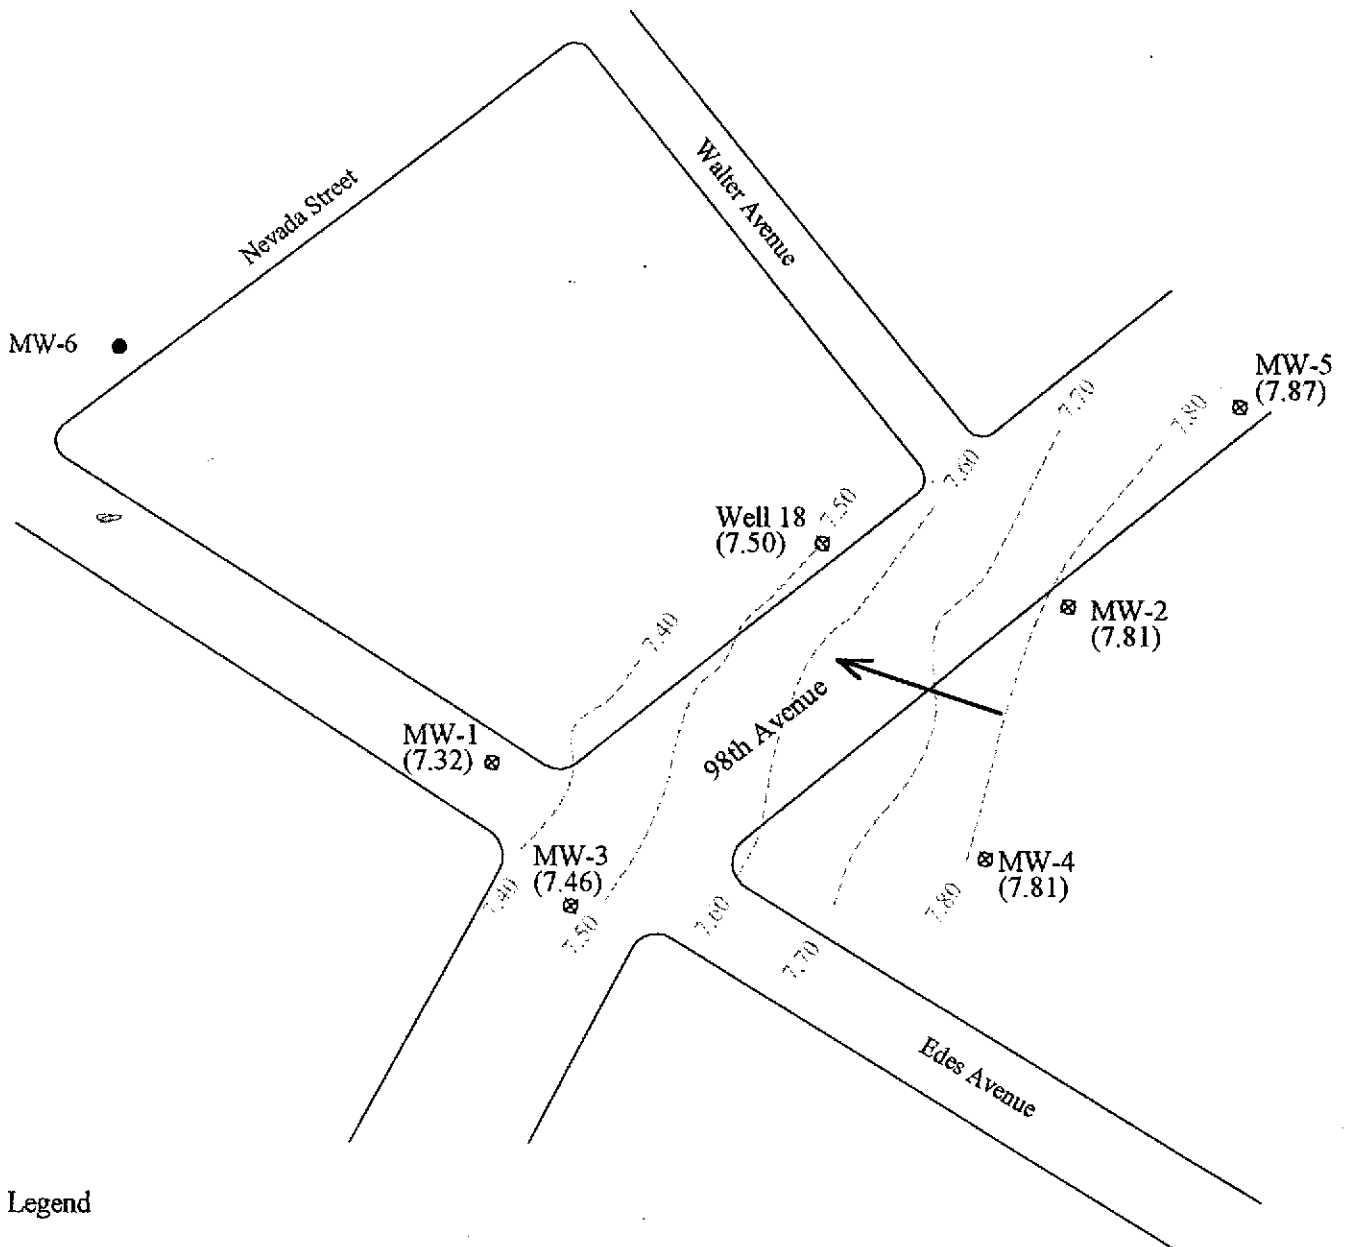 Walter Avenue
Nevada Street
MW-6
MW-5
(7.87)
7.70
7.80
7.60
7.50
Well 18
(7.50)
MW-2
(7.81)
7.40
98th Avenue
MW-1
(7.32)
MW-3
(7.46)
MW-4
(7.81)
7.40
7.50
7.60
7.70
7.80
Edes Avenue
Legend